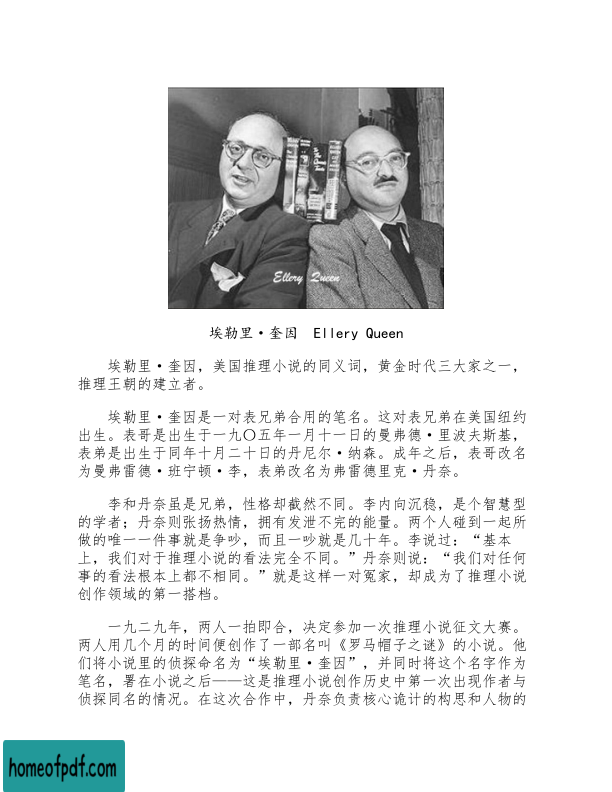 Ellery Queen
埃勒里·奎因 Ellery Queen
埃勒里·奎因，美国推理小说的同义词，黄金时代三大家之一，
推理王朝的建立者。
埃勒里·奎因是一对表兄弟合用的笔名。这对表兄弟在美国纽约
出生。表哥是出生于一九〇五年一月十一日的曼弗德·里波夫斯基，
表弟是出生于同年十月二十日的丹尼尔·纳森。成年之后，表哥改名
为曼弗雷德·班宁顿·李，表弟改名为弗雷德里克·丹奈。
李和丹奈虽是兄弟，性格却截然不同。李内向沉稳，是个智慧型
的学者；丹奈则张扬热情，拥有发泄不完的能量。两个人碰到一起所
做的唯一一件事就是争吵，而且一吵就是几十年。李说过：“基本
上，我们对于推理小说的看法完全不同。”丹奈则说：“我们对任何
事的看法根本上都不相同。”就是这样一对冤家，却成为了推理小说
创作领域的第一搭档。
一九二九年，两人一拍即合，决定参加一次推理小说征文大赛。
两人用几个月的时间便创作了一部名叫《罗马帽子之谜》的小说。他
们将小说里的侦探命名为“埃勒里·奎因”，并同时将这个名字作为
笔名，署在小说之后——这是推理小说创作历史中第一次出现作者与
侦探同名的情况。在这次合作中，丹奈负责核心诡计的构思和人物的
homeofpdf.com